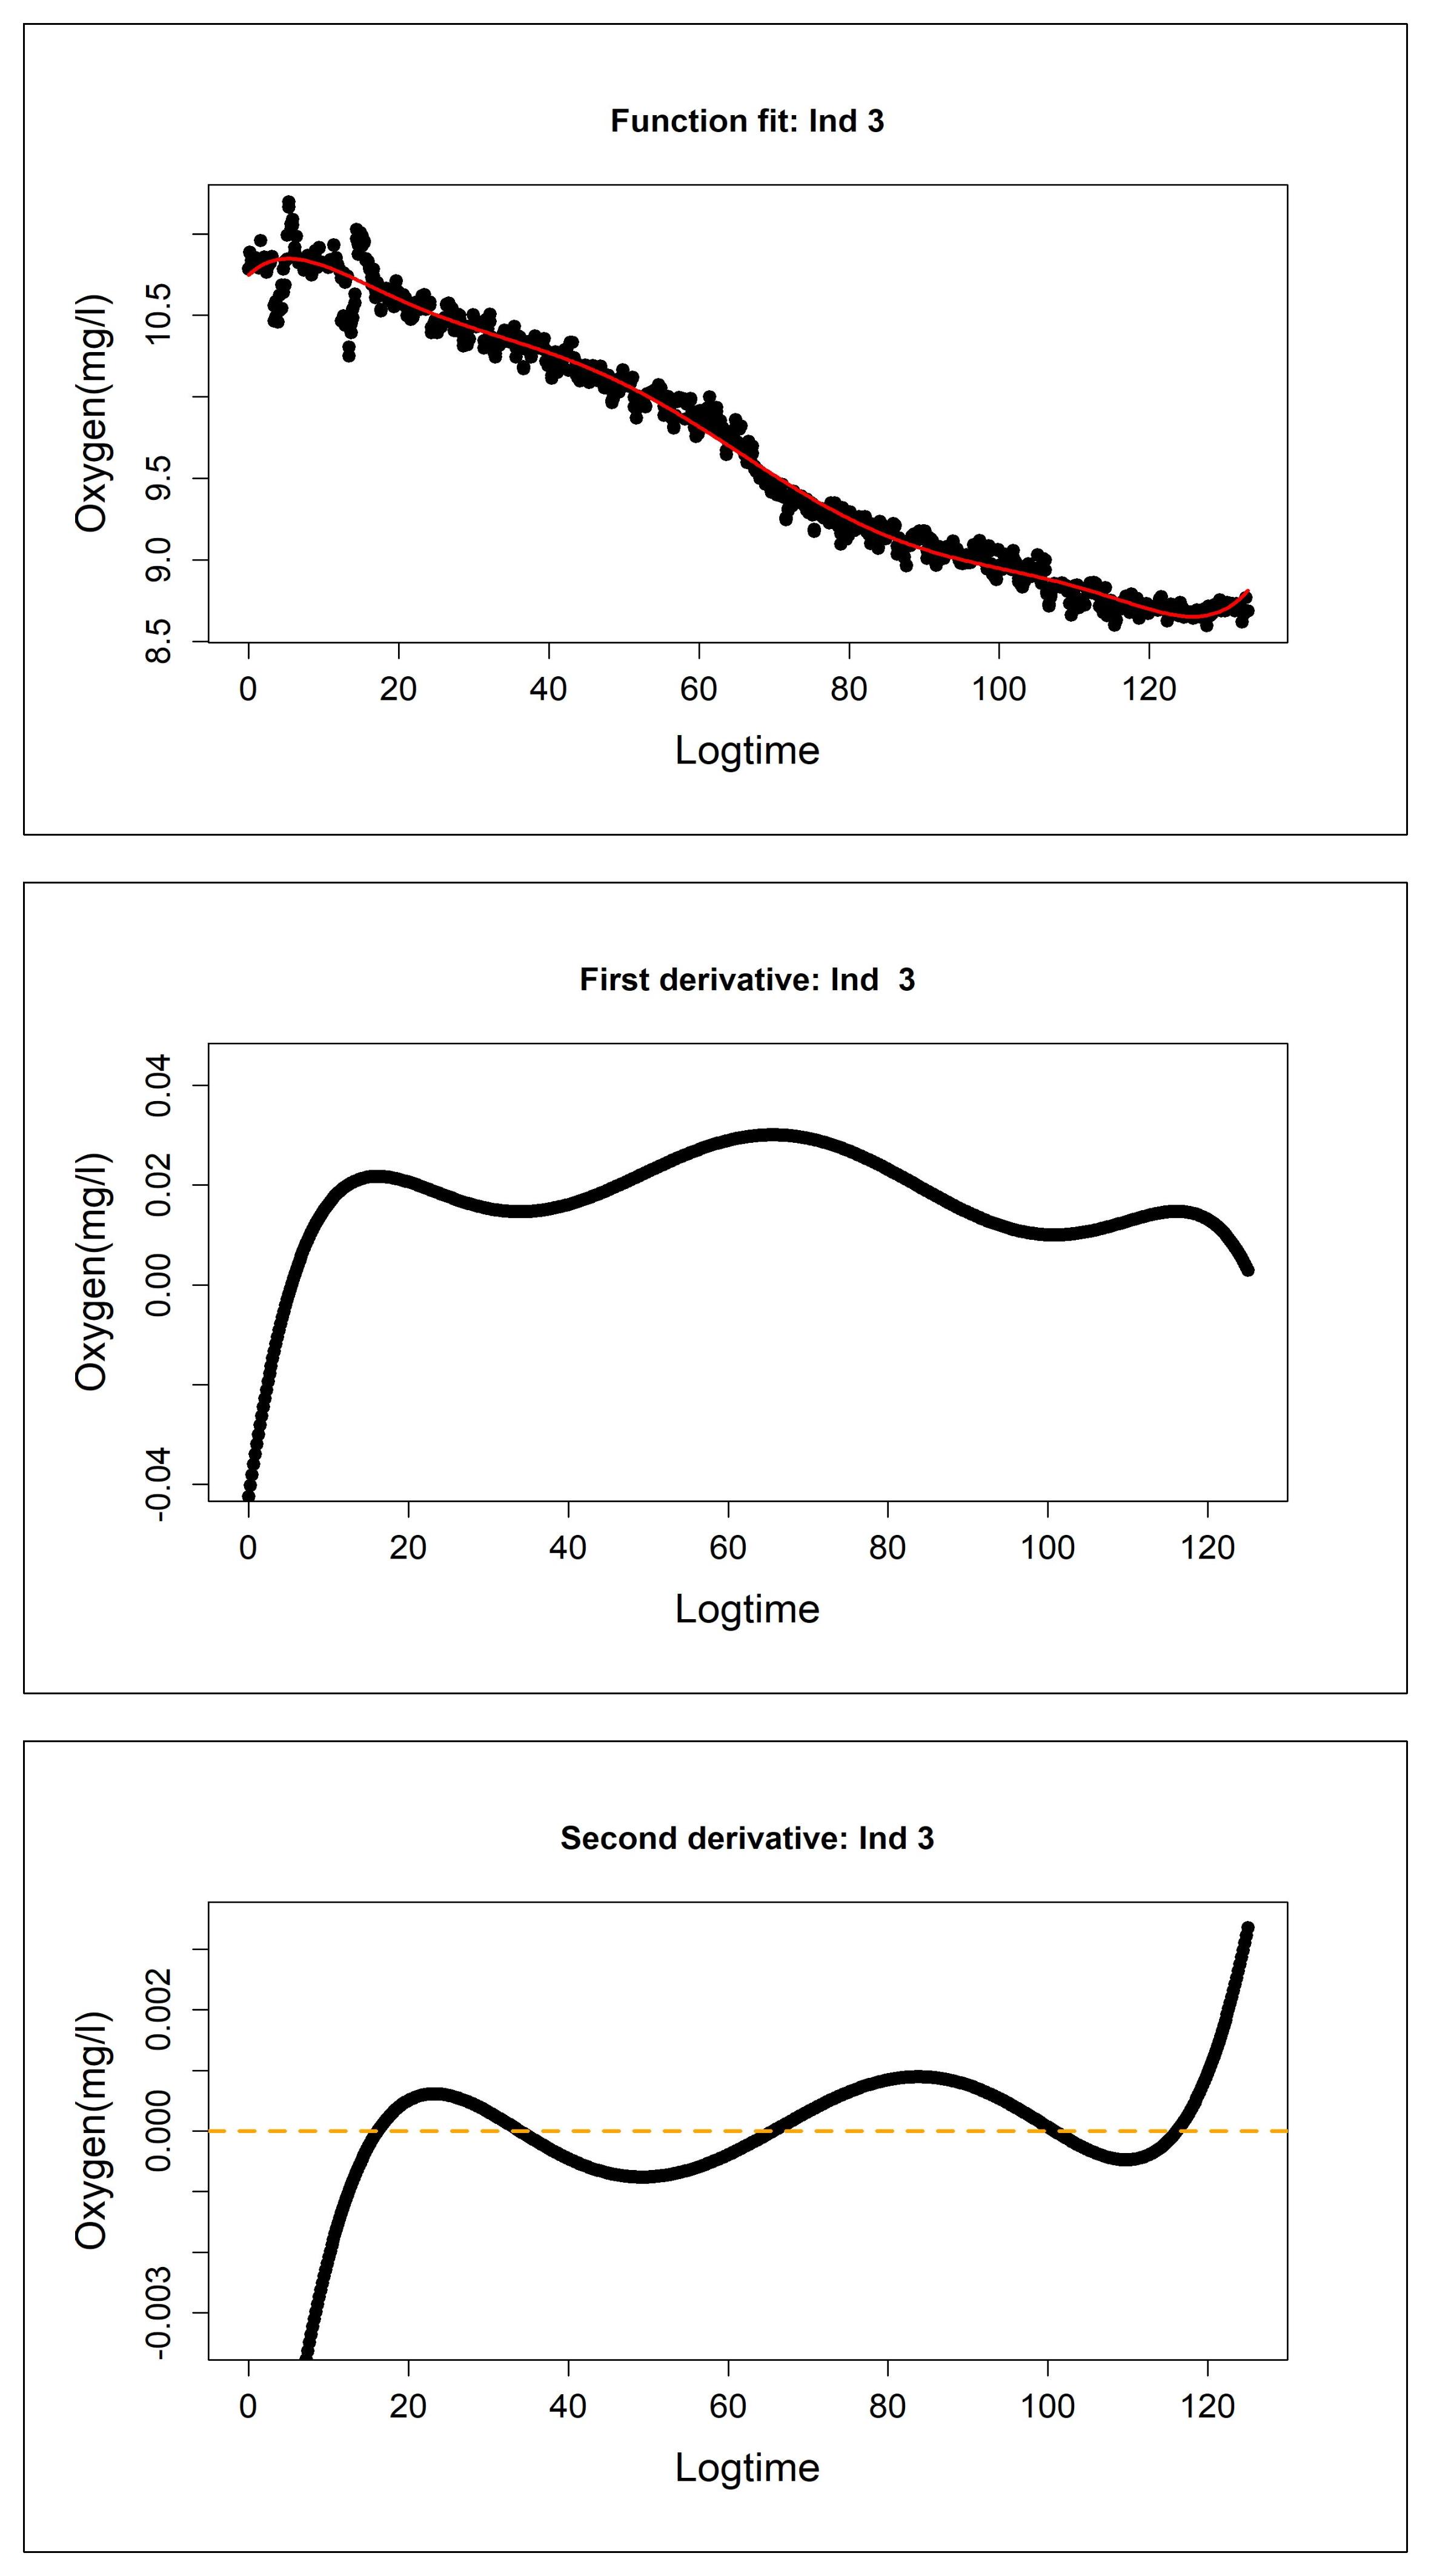 Function fit: Ind 3
Oxygen(mg/l)
10.5
9.5
9.0
8.5
0 20 40 60 80 100 120
Logtime
First derivative: Ind  3
Oxygen(mg/l)
0.04
0.02
0.00
-0.04
0 20 40 60 80 100 120
Logtime
Second derivative: Ind 3
Oxygen(mg/l)
0.002
0.000
-0.003
0 20 40 60 80 100 120
Logtime